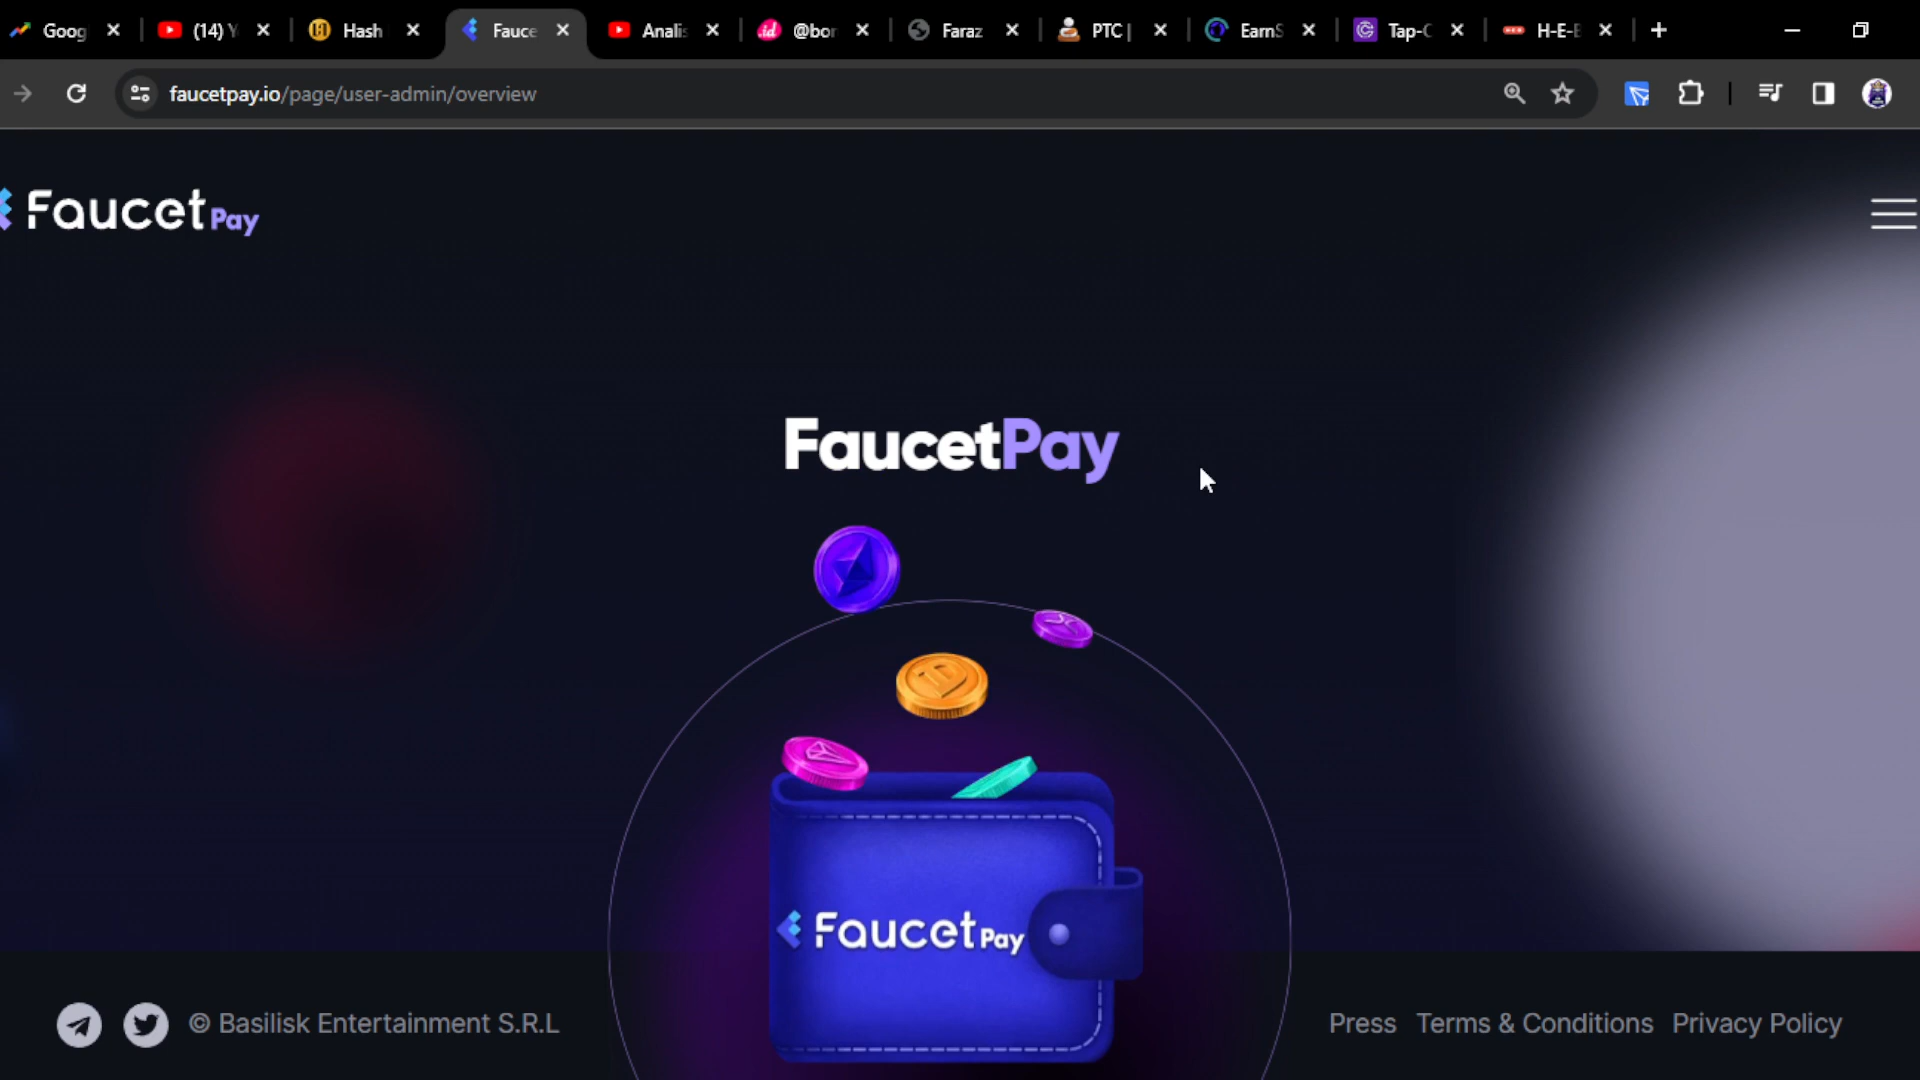 Goog
(14) Y
Hash
Fauce
Analis
@bor
Faraz
PTC |
EarnS
Tap-C
H-E-E
faucetpay.io/page/user-admin/overview
Faucet Pay
FaucetPay
Faucet Pay
© Basilisk Entertainment S.R.L
Press Terms & Conditions Privacy Policy